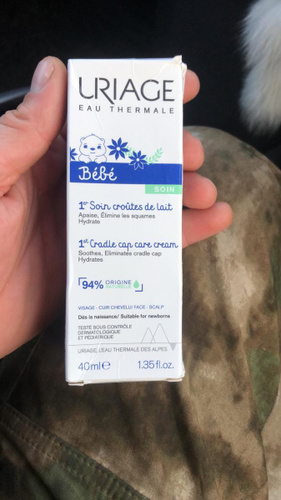 URIAGE
EAU THERMALE
Bébé
SOIN
1er Soin croûtes de lait
Apaise, Élimine les squames
Hydrate
1st Cradle cap care cream
Soothes, Eliminates cradle cap
Hydrates
94% ORIGINE
NATURELLE
VISAGE - CUIR CHEVELU/ FACE - SCALP
Dès la naissance/ Suitable for newborns
TESTÉ SOUS CONTRÔLE
DERMATOLOGIQUE
ET PÉDIATRIQUE
URIAGE, L'EAU THERMALE DES ALPES
40ml e 1.35 fl.oz.